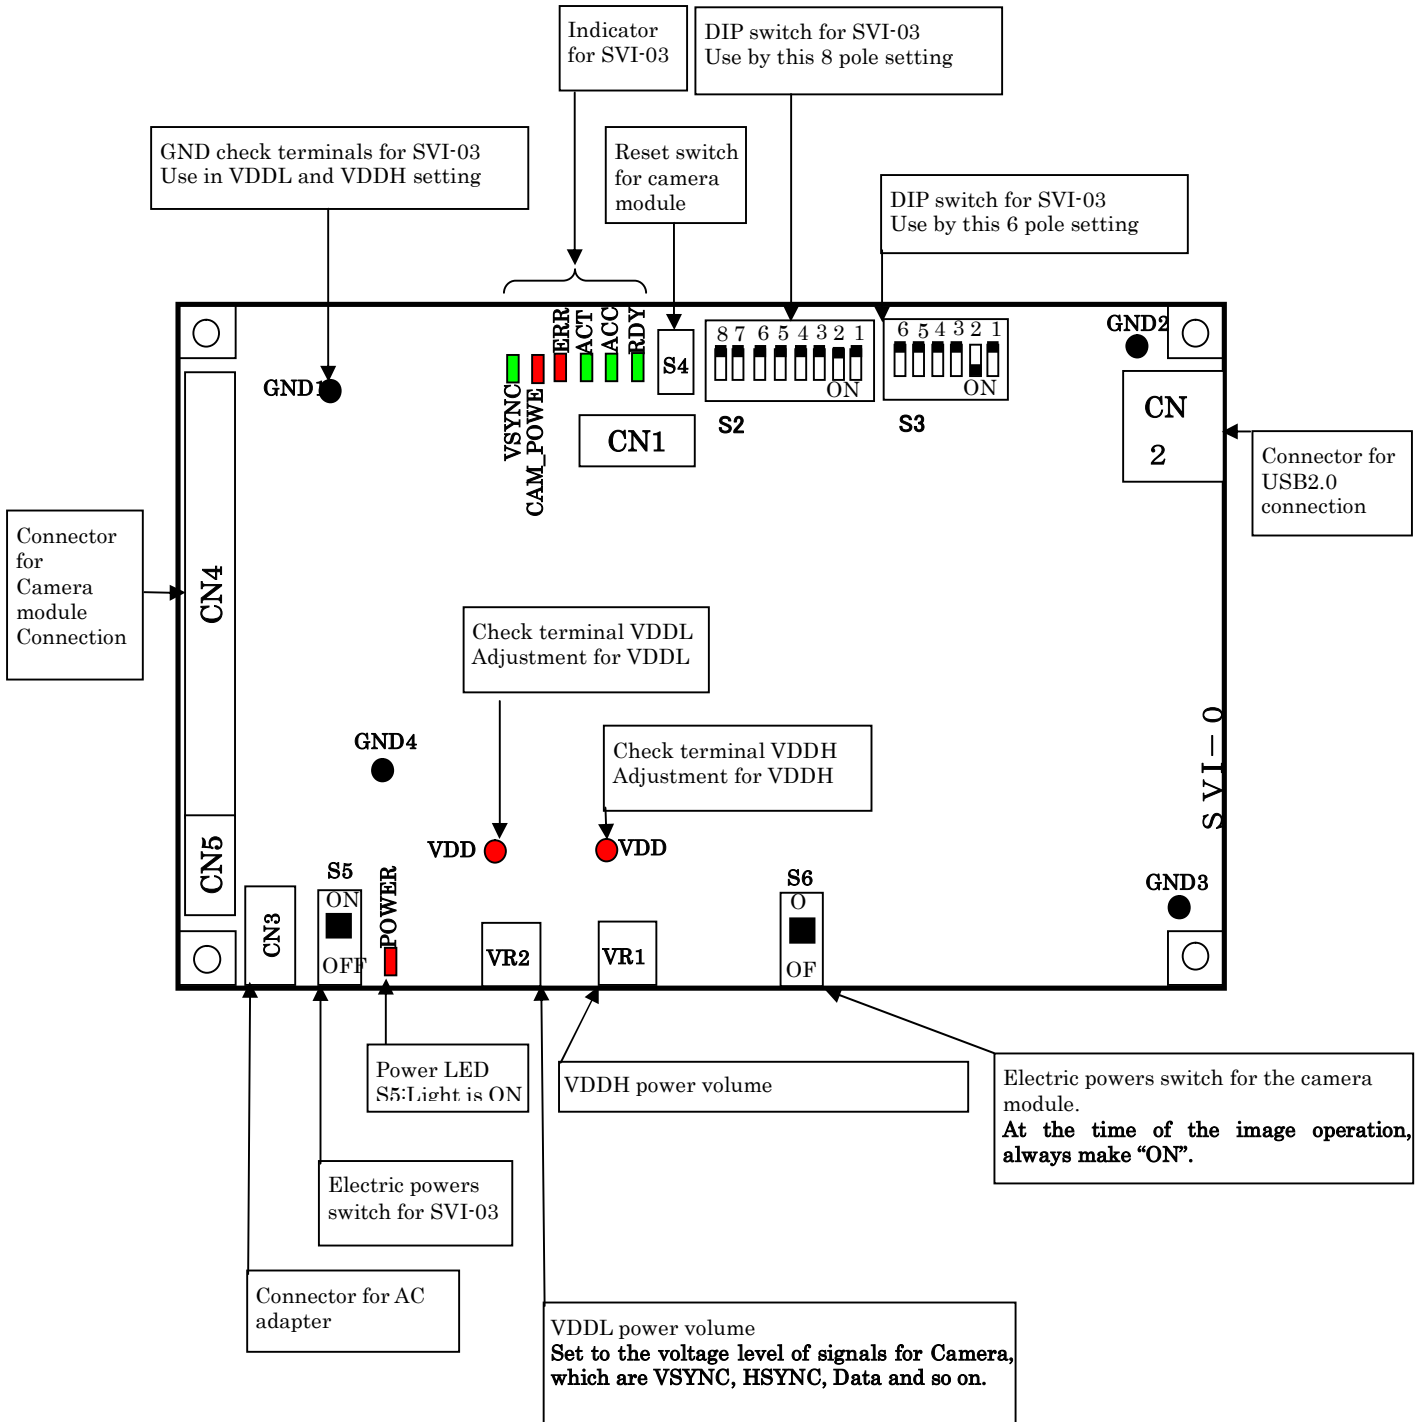 Indicator
for SVI-03
DIP switch for SVI-03
Use by this 8 pole setting
GND check terminals for SVI-03
Use in VDDL and VDDH setting
Reset switch
for camera
module
DIP switch for SVI-03
Use by this 6 pole setting
ERR
ACT
ACC
RDY
VSYNC
CAM_POWE
S4
8 7 6 5 4 3 2 1
ON
S2
6 5 4 3 2 1
ON
S3
GND2
GND1
CN1
CN
2
Connector for
USB2.0
connection
Connector
for
Camera
module
Connection
CN4
Check terminal VDDL
Adjustment for VDDL
GND4
Check terminal VDDH
Adjustment for VDDH
SVI-0
VDD
VDD
CN5
S5
ON
OFF
POWER
S6
O
OF
GND3
CN3
VR2
VR1
Power LED
S5:Light is ON
VDDH power volume
Electric powers switch for the camera
module.
At the time of the image operation,
always make “ON”.
Electric powers
switch for SVI-03
Connector for AC
adapter
VDDL power volume
Set to the voltage level of signals for Camera,
which are VSYNC, HSYNC, Data and so on.